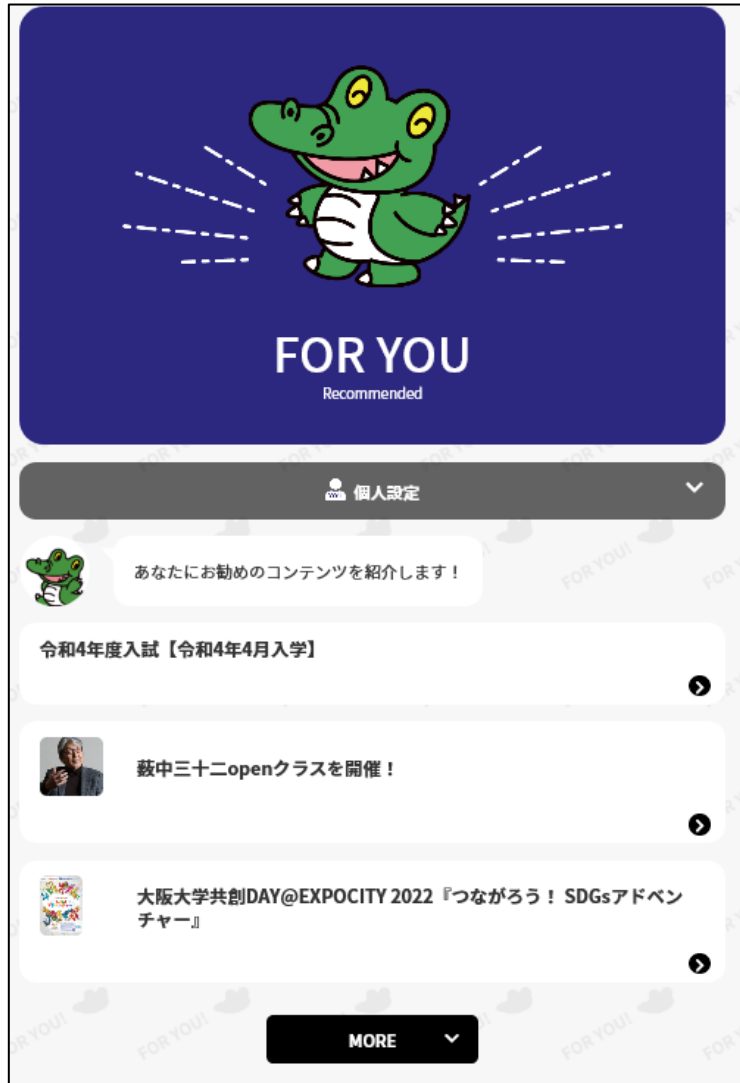 FOR YOU
Recommended
個人設定
あなたにお勧めのコンテンツを紹介します！
令和4年度入試【令和4年4月入学】
薮中三十二openクラスを開催！
大阪大学共創DAY@EXPOCITY 2022『つながろう！ SDGsアドベン
チャー』
MORE